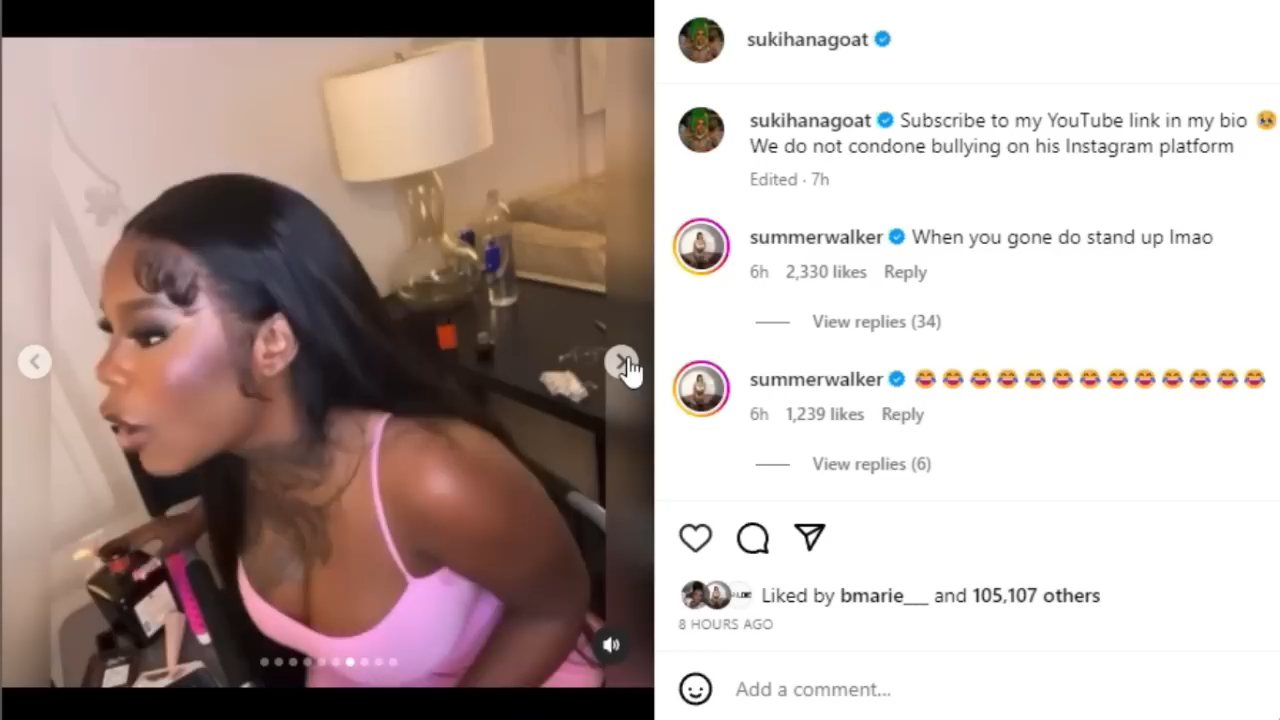 sukihanagoat
sukihanagoat Subscribe to my YouTube link in my bio 🥹
We do not condone bullying on his Instagram platform
Edited · 7h
summerwalker When you gone do stand up lmao
6h 2,330 likes Reply
View replies (34)
summerwalker 😂😂😂😂😂😂😂😂😂😂😂😂😂
6h 1,239 likes Reply
View replies (6)
Liked by bmarie___ and 105,107 others
8 HOURS AGO
Add a comment...